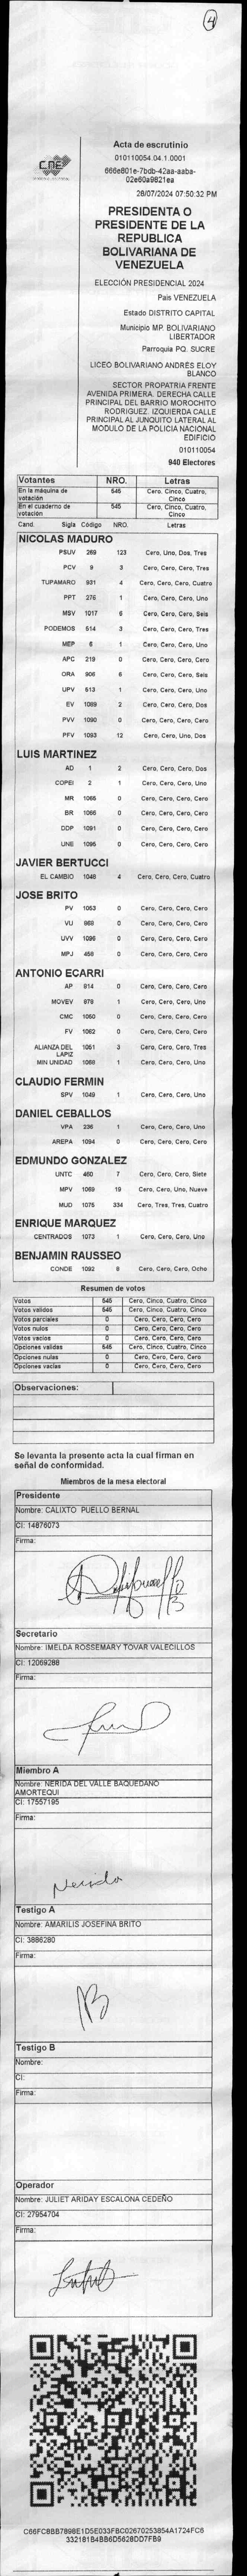 4
CNE
Acta de escrutinio
010110054.04.1.0001
666e801e-7bdb-42aa-aaba-
02e60a9821ea
28/07/2024 07:50:32 PM
PRESIDENTA O
PRESIDENTE DE LA
REPUBLICA
BOLIVARIANA DE
VENEZUELA
ELECCIÓN PRESIDENCIAL 2024
Pais VENEZUELA
Estado DISTRITO CAPITAL
Municipio MP. BOLIVARIANO
LIBERTADOR
Parroquia PQ. SUCRE
LICEO BOLIVARIANO ANDRÉS ELOY
BLANCO
SECTOR PROPATRIA FRENTE
AVENIDA PRIMERA. DERECHA CALLE
PRINCIPAL DEL BARRIO MOROCHITO
RODRIGUEZ. IZQUIERDA CALLE
PRINCIPAL AL JUNQUITO LATERAL AL
MODULO DE LA POLICIA NACIONAL
EDIFICIO
010110054
940 Electores
Votantes NRO. Letras
En la máquina de votación 545 Cero, Cinco, Cuatro, Cinco
En el cuaderno de votación 545 Cero, Cinco, Cuatro, Cinco
Cand. Sigla Código NRO. Letras
NICOLAS MADURO
PSUV 269 123 Cero, Uno, Dos, Tres
PCV 9 3 Cero, Cero, Cero, Tres
TUPAMARO 931 4 Cero, Cero, Cero, Cuatro
PPT 276 1 Cero, Cero, Cero, Uno
MSV 1017 6 Cero, Cero, Cero, Seis
PODEMOS 514 3 Cero, Cero, Cero, Tres
MEP 6 1 Cero, Cero, Cero, Uno
APC 219 0 Cero, Cero, Cero, Cero
ORA 906 6 Cero, Cero, Cero, Seis
UPV 613 1 Cero, Cero, Cero, Uno
EV 1089 2 Cero, Cero, Cero, Dos
PVV 1090 0 Cero, Cero, Cero, Cero
PFV 1093 12 Cero, Cero, Uno, Dos
LUIS MARTINEZ
AD 1 2 Cero, Cero, Cero, Dos
COPEI 2 1 Cero, Cero, Cero, Uno
MR 1065 0 Cero, Cero, Cero, Cero
BR 1066 0 Cero, Cero, Cero, Cero
DDP 1091 0 Cero, Cero, Cero, Cero
UNE 1095 0 Cero, Cero, Cero, Cero
JAVIER BERTUCCI
EL CAMBIO 1048 4 Cero, Cero, Cero, Cuatro
JOSE BRITO
PV 1053 0 Cero, Cero, Cero, Cero
VU 969 0 Cero, Cero, Cero, Cero
UVV 1096 0 Cero, Cero, Cero, Cero
MPJ 458 0 Cero, Cero, Cero, Cero
ANTONIO ECARRI
AP 914 0 Cero, Cero, Cero, Cero
MOVEV 978 1 Cero, Cero, Cero, Uno
CMC 1050 0 Cero, Cero, Cero, Cero
FV 1062 0 Cero, Cero, Cero, Cero
ALIANZA DEL LAPIZ 1051 3 Cero, Cero, Cero, Tres
MIN UNIDAD 1068 1 Cero, Cero, Cero, Uno
CLAUDIO FERMIN
SPV 1049 1 Cero, Cero, Cero, Uno
DANIEL CEBALLOS
VPA 236 1 Cero, Cero, Cero, Uno
AREPA 1094 0 Cero, Cero, Cero, Cero
EDMUNDO GONZALEZ
UNTC 460 7 Cero, Cero, Cero, Siete
MPV 1069 19 Cero, Cero, Uno, Nueve
MUD 1075 334 Cero, Tres, Tres, Cuatro
ENRIQUE MARQUEZ
CENTRADOS 1073 1 Cero, Cero, Cero, Uno
BENJAMIN RAUSSEO
CONDE 1092 8 Cero, Cero, Cero, Ocho
Resumen de votos
Votos 545 Cero, Cinco, Cuatro, Cinco
Votos validos 545 Cero, Cinco, Cuatro, Cinco
Votos parciales 0 Cero, Cero, Cero, Cero
Votos nulos 0 Cero, Cero, Cero, Cero
Votos vacios 0 Cero, Cero, Cero, Cero
Opciones validas 545 Cero, Cinco, Cuatro, Cinco
Opciones nulas 0 Cero, Cero, Cero, Cero
Opciones vacias 0 Cero, Cero, Cero, Cero
Observaciones:
Se levanta la presente acta la cual firman en
señal de conformidad.
Miembros de la mesa electoral
Presidente
Nombre: CALIXTO PUELLO BERNAL
CI: 14876073
Firma:
Secretario
Nombre: IMELDA ROSSEMARY TOVAR VALECILLOS
CI: 12069288
Firma:
Miembro A
Nombre: NERIDA DEL VALLE BAQUEDANO
AMORTEQUI
CI: 17557195
Firma:
Nerida
Testigo A
Nombre: AMARILIS JOSEFINA BRITO
CI: 3886280
Firma:
Testigo B
Nombre:
CI:
Firma:
Operador
Nombre: JULIET ARIDAY ESCALONA CEDEÑO
CI: 27954704
Firma:
C66FC8BB7898E1D5E033FBC02670253854A1724FC6
332181B4BB6D5628DD7FB9